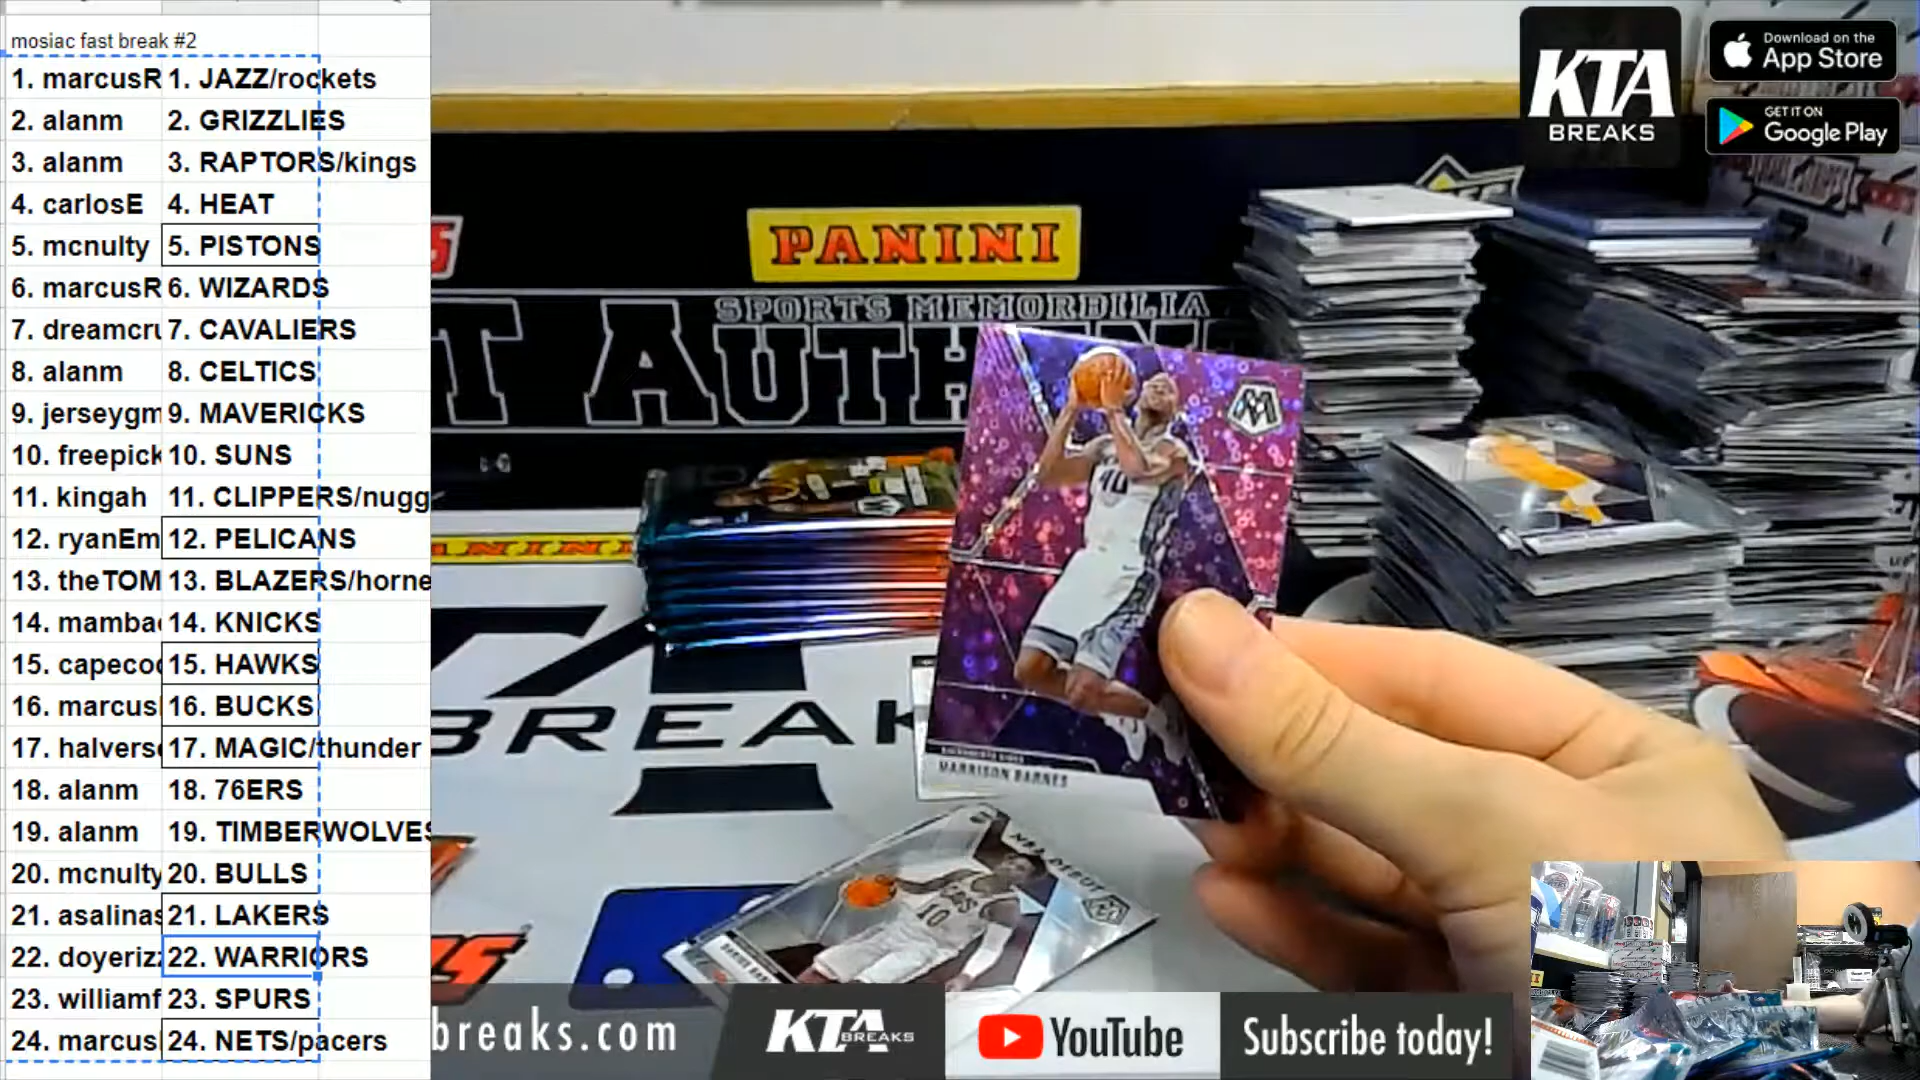 mosiac fast break #2
1. marcusR 1. JAZZ/rockets
2. alanm 2. GRIZZLIES
3. alanm 3. RAPTORS/kings
4. carlosE 4. HEAT
5. mcnulty 5. PISTONS
6. marcusR 6. WIZARDS
7. dreamcru 7. CAVALIERS
8. alanm 8. CELTICS
9. jerseygm 9. MAVERICKS
10. freepick 10. SUNS
11. kingah 11. CLIPPERS/nugg
12. ryanEm 12. PELICANS
13. theTOM 13. BLAZERS/horne
14. mamba 14. KNICKS
15. capecod 15. HAWKS
16. marcus 16. BUCKS
17. halvers 17. MAGIC/thunder
18. alanm 18. 76ERS
19. alanm 19. TIMBERWOLVES
20. mcnulty 20. BULLS
21. asalinas 21. LAKERS
22. doyeriz 22. WARRIORS
23. williamf 23. SPURS
24. marcus 24. NETS/pacers
KTA
BREAKS
Download on the
App Store
GET IT ON
Google Play
PANINI
SPORTS MEMORDILIA
T AUTHEN
BREAK
40
HARRISON BARNES
NBA DEBUT
10
breaks.com
KTA BREAKS
YouTube
Subscribe today!